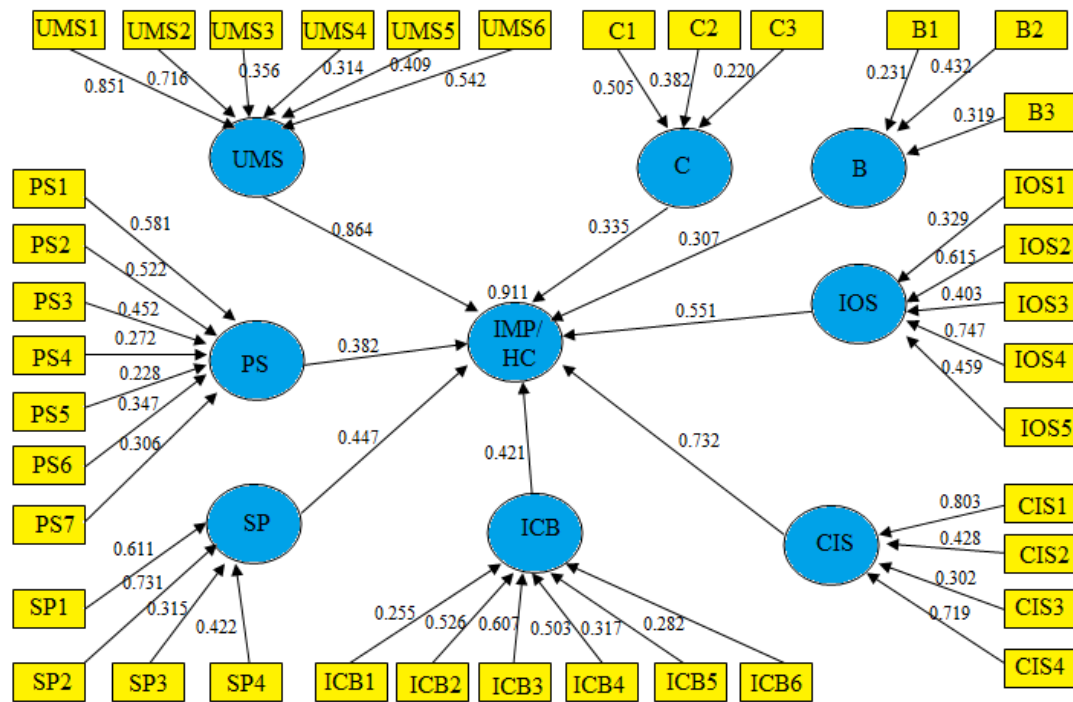 UMS1 UMS2 UMS3 UMS4 UMS5 UMS6 C1 C2 C3 B1 B2
0.851 0.716 0.356 0.314 0.409 0.542 0.505 0.382 0.220 0.231 0.432
B3
0.319
UMS C B
PS1 IOS1
0.581 0.329
PS2 IOS2
0.522 0.615
PS3 IOS3
0.452 0.403
PS4 IOS4
0.272 0.747
PS5 IOS5
0.228 0.459
PS6
0.347
PS7
0.306
0.864 0.335 0.307
0.911
IOS
0.551
IMP/
HC
PS
0.382
0.447 0.421 0.732
SP ICB CIS
0.611 0.803
SP1 CIS1
0.731 0.428
SP2 CIS2
0.315 0.302
SP3 CIS3
0.422 0.719
SP4 CIS4
0.255 0.526 0.607 0.503 0.317 0.282
ICB1 ICB2 ICB3 ICB4 ICB5 ICB6